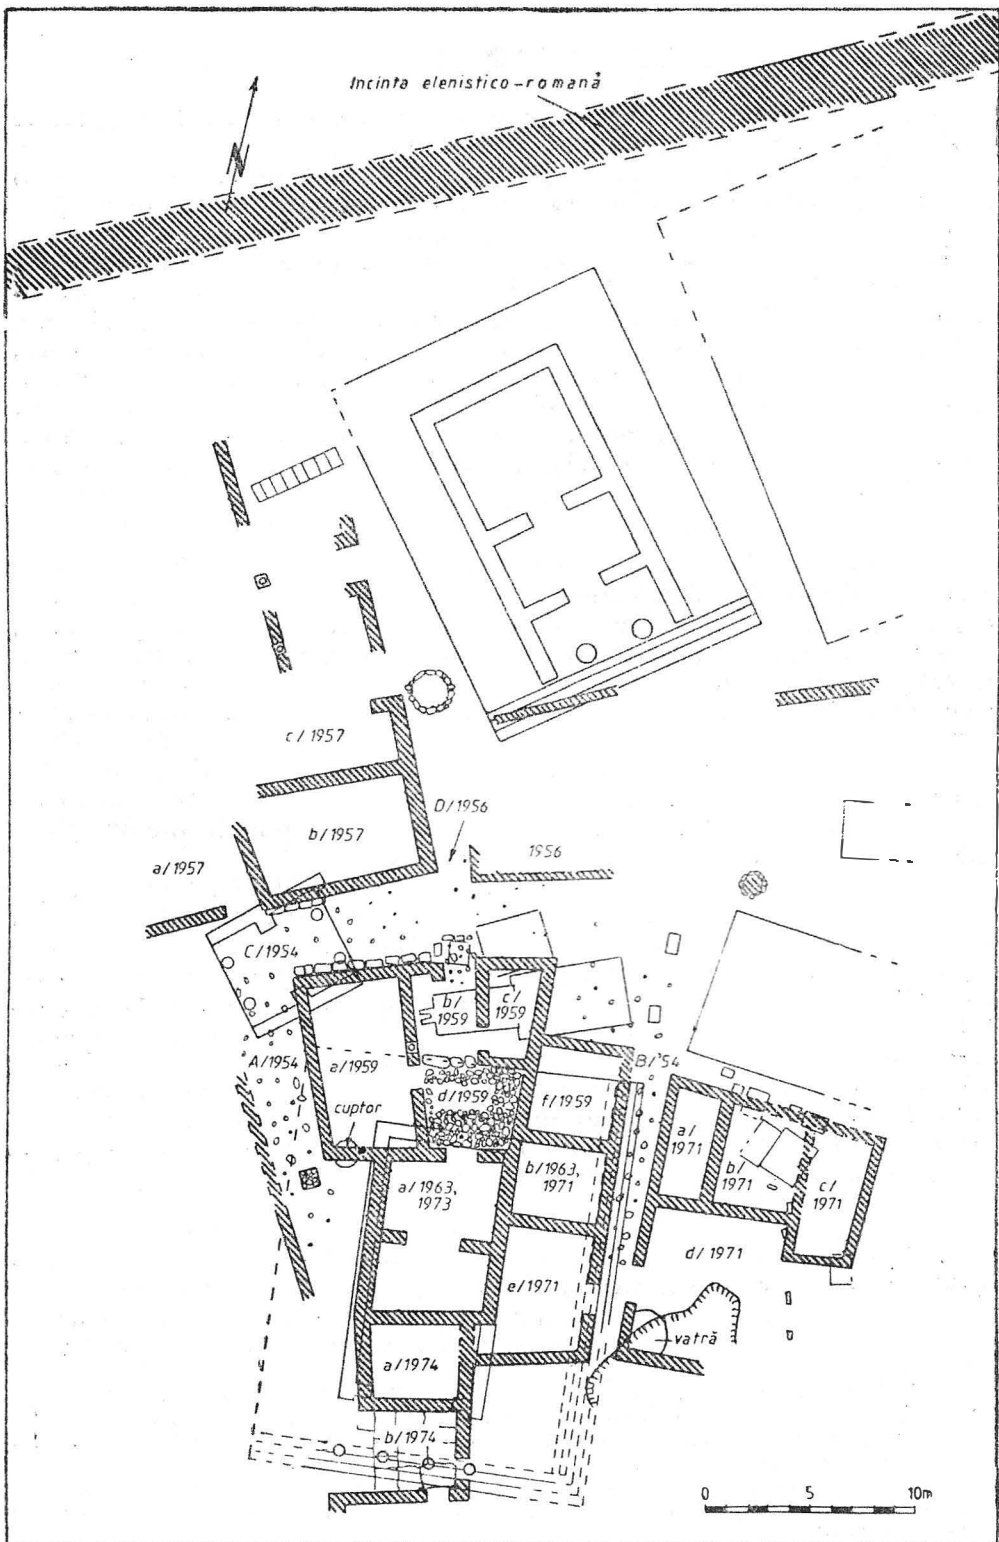 Incinta elenistico-romană
N
c/1957
D/1956
b/1957
1956
a/1957
C/1954
b/
1959
c/
1959
A/1954
a/1959
B/'54
d/1959
f/1959
cuptor
a/
1971
b/
1971
c/
1971
a/1963,
1973
b/1963,
1971
d/1971
e/1971
vatră
a/1974
b/1974
0 5 10m